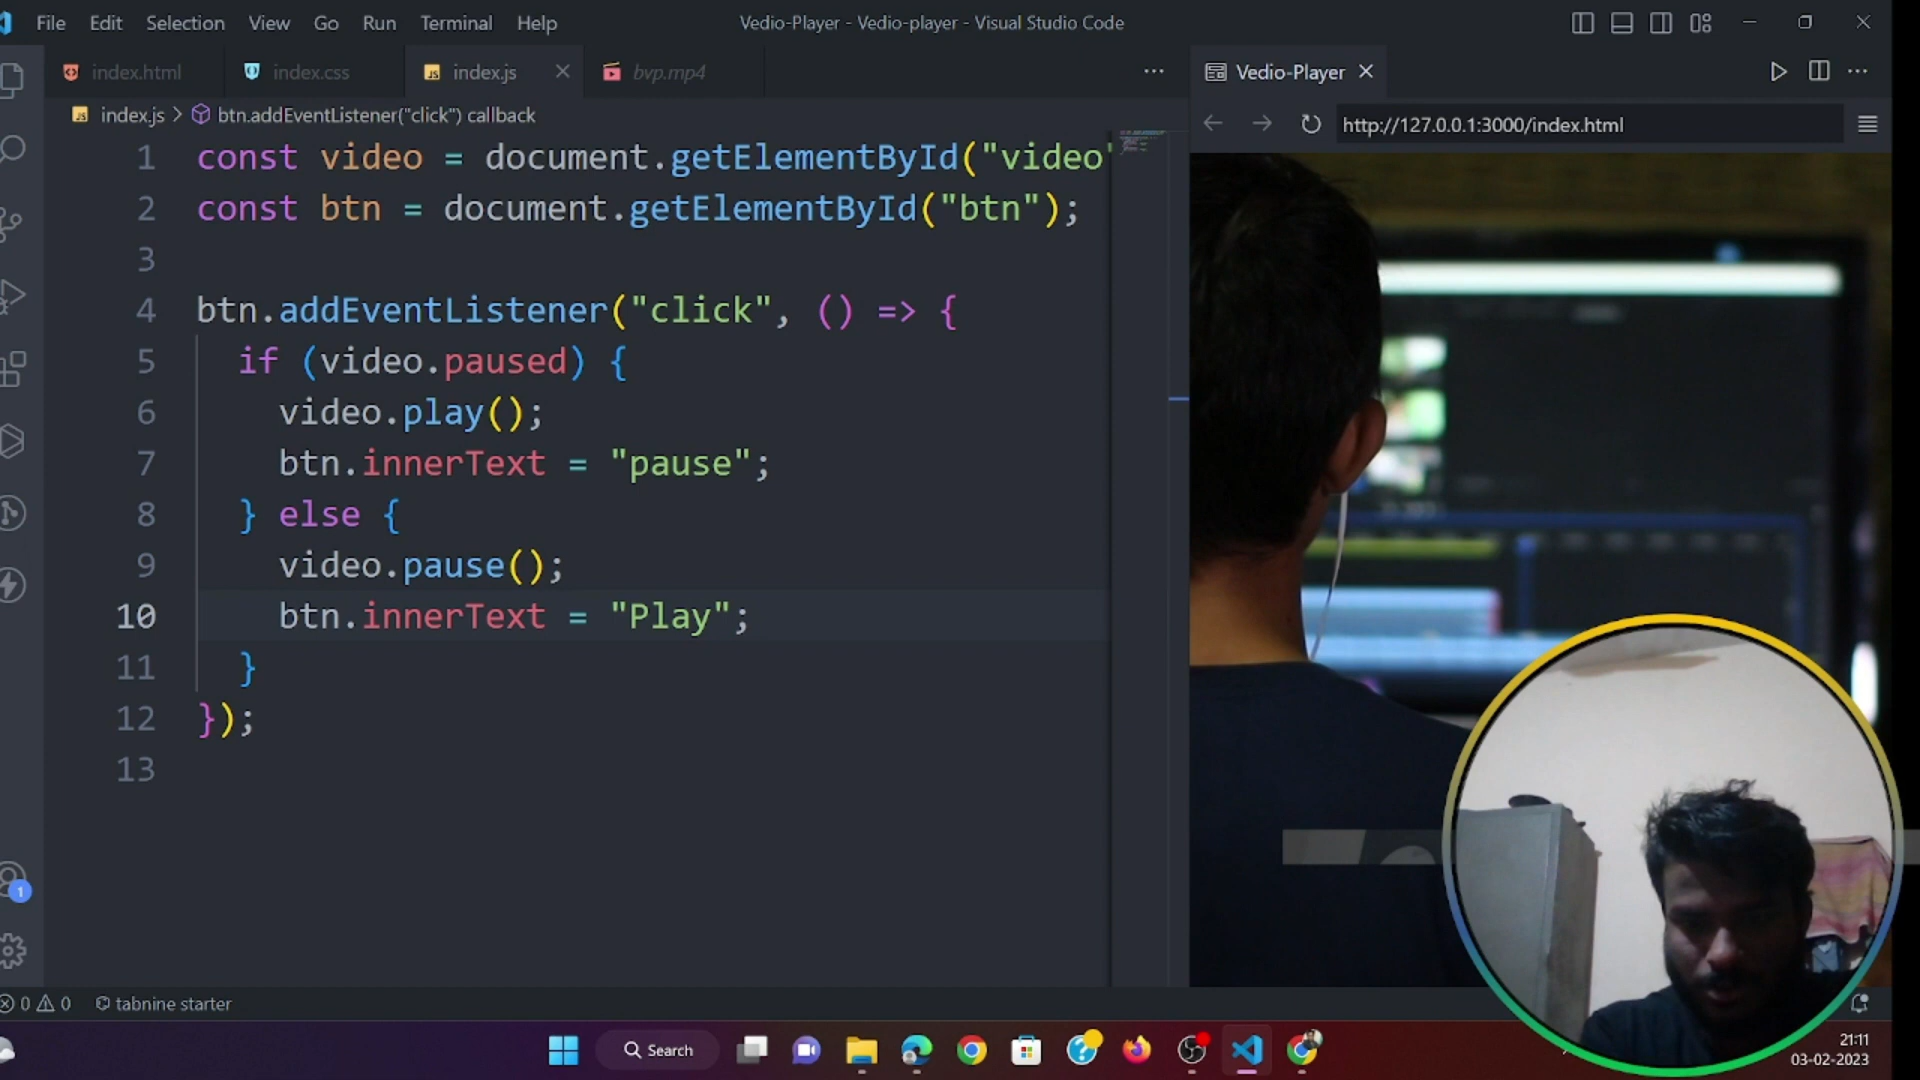 File Edit Selection View Go Run Terminal Help
Vedio-Player - Vedio-player - Visual Studio Code
index.html index.css index.js bvp.mp4
Vedio-Player
index.js > btn.addEventListener("click") callback
http://127.0.0.1:3000/index.html
1 const video = document.getElementById("video"
2 const btn = document.getElementById("btn");
3
4 btn.addEventListener("click", () => {
5 if (video.paused) {
6 video.play();
7 btn.innerText = "pause";
8 } else {
9 video.pause();
10 btn.innerText = "Play";
11 }
12 });
13
1
0 0 tabnine starter
Search
21:11
03-02-2023